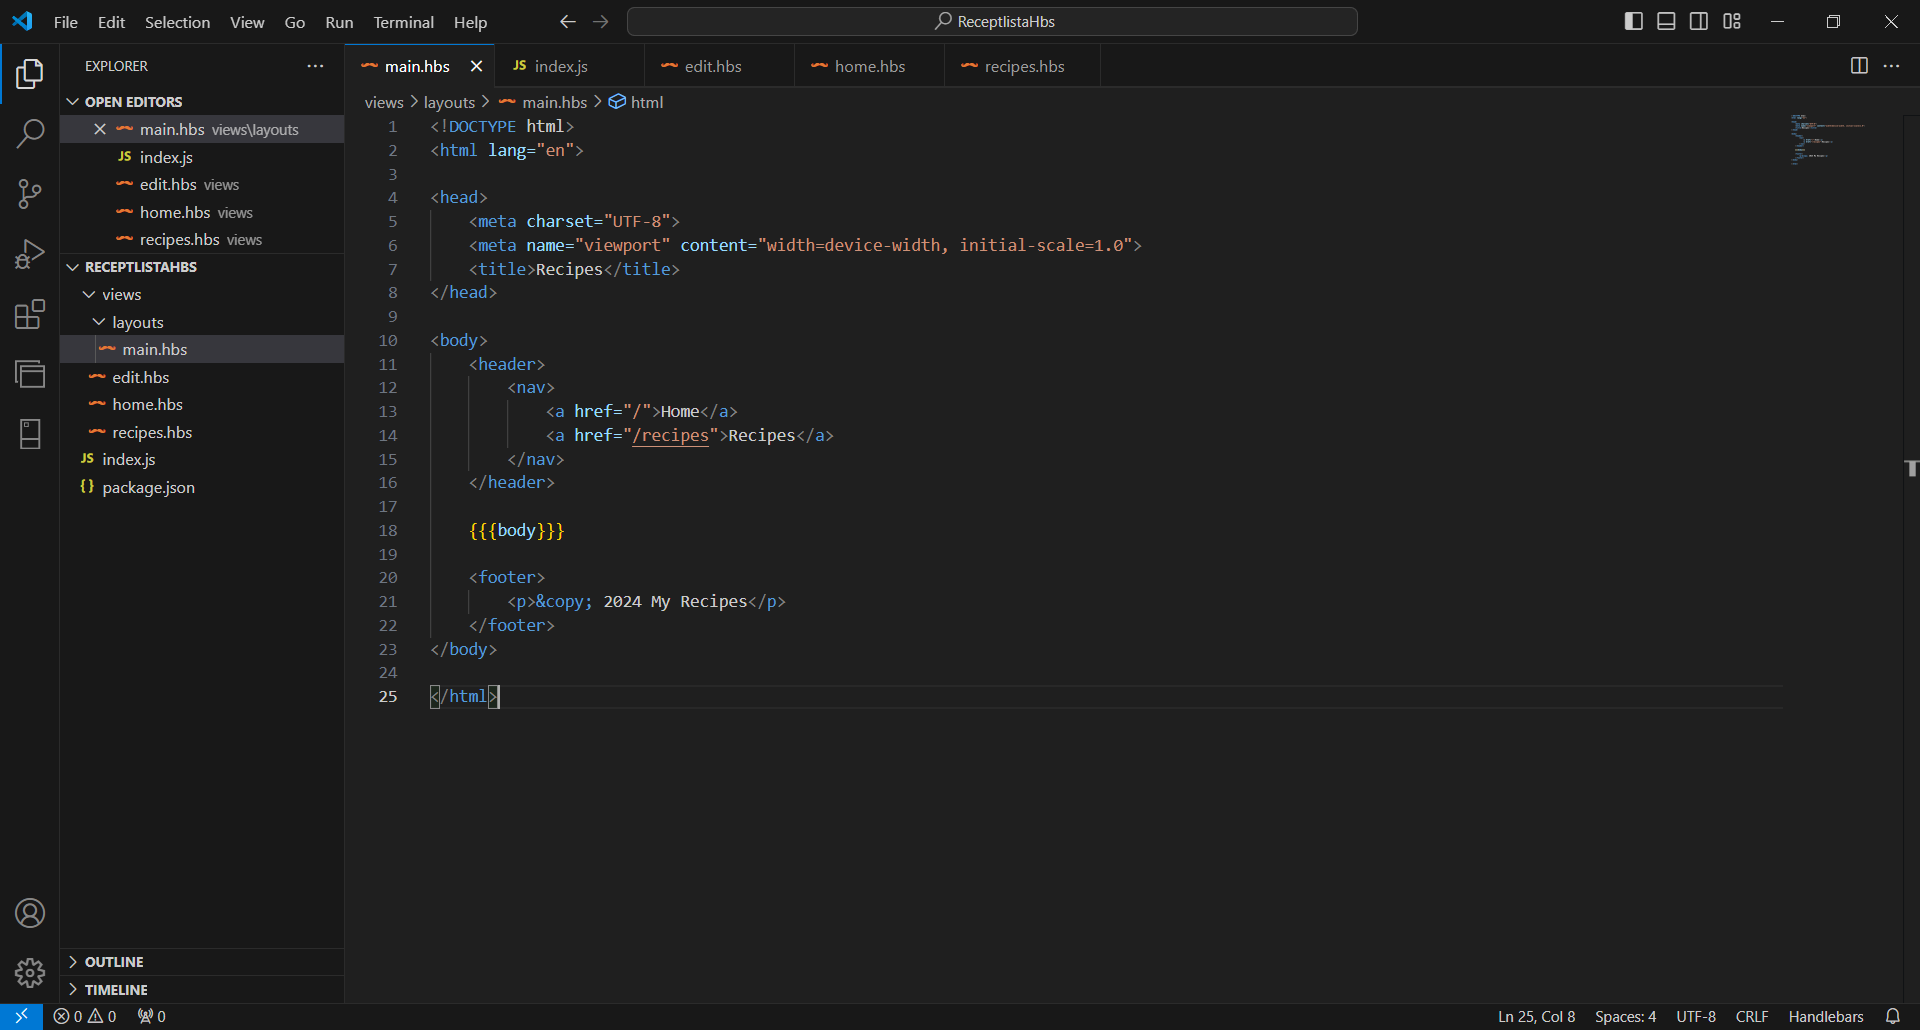 File Edit Selection View Go Run Terminal Help ReceptlistaHbs
EXPLORER
OPEN EDITORS
main.hbs views\layouts
JS index.js
edit.hbs views
home.hbs views
recipes.hbs views
RECEPTLISTAHBS
views
layouts
main.hbs
edit.hbs
home.hbs
recipes.hbs
JS index.js
{} package.json
OUTLINE
TIMELINE
main.hbs JS index.js edit.hbs home.hbs recipes.hbs
views > layouts > main.hbs > html
1 <!DOCTYPE html>
2 <html lang="en">
3
4 <head>
5 <meta charset="UTF-8">
6 <meta name="viewport" content="width=device-width, initial-scale=1.0">
7 <title>Recipes</title>
8 </head>
9
10 <body>
11 <header>
12 <nav>
13 <a href="/">Home</a>
14 <a href="/recipes">Recipes</a>
15 </nav>
16 </header>
17
18 {{{body}}}
19
20 <footer>
21 <p>&copy; 2024 My Recipes</p>
22 </footer>
23 </body>
24
25 </html>
0 0 0 Ln 25, Col 8 Spaces: 4 UTF-8 CRLF Handlebars